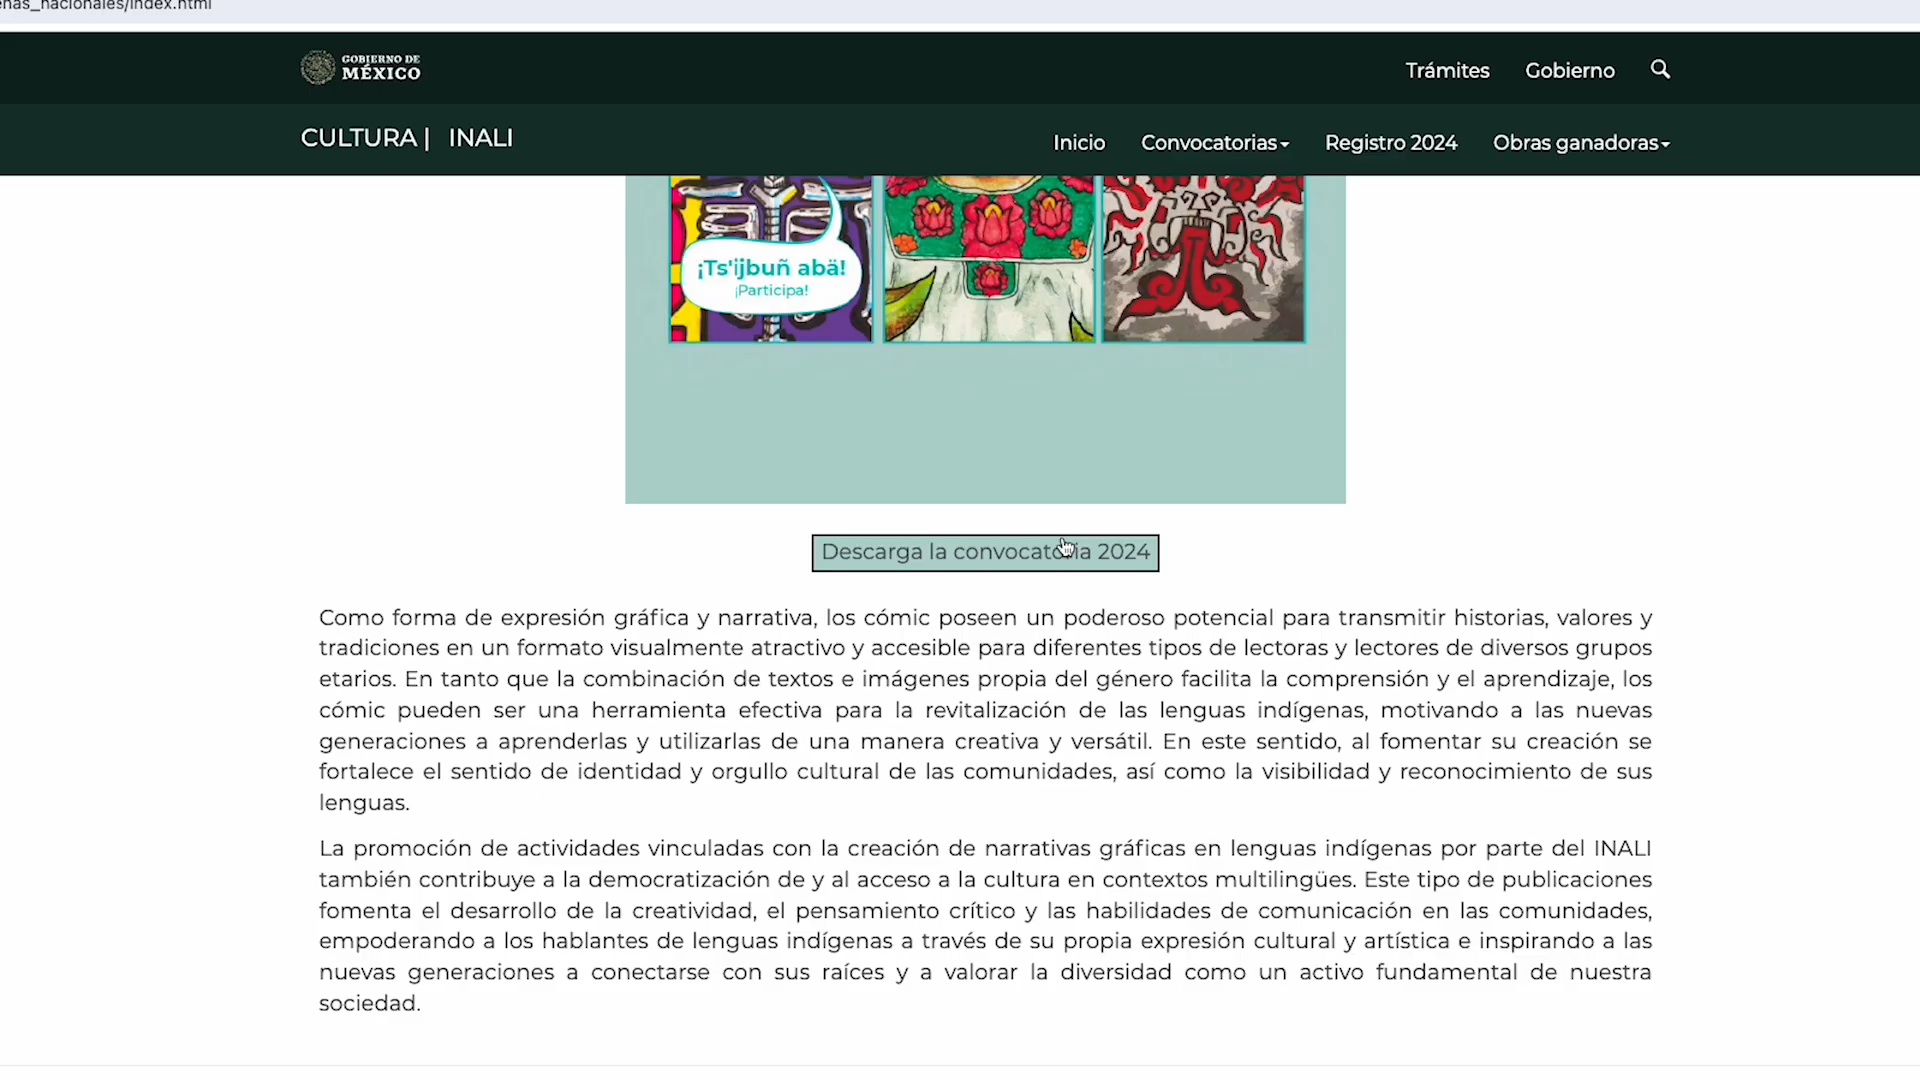 enas_nacionales/index.html
GOBIERNO DE
MÉXICO
Trámites Gobierno
CULTURA | INALI
Inicio Convocatorias Registro 2024 Obras ganadoras
¡Ts'ijbuñ abä!
¡Participa!
Descarga la convocatoria 2024
Como forma de expresión gráfica y narrativa, los cómic poseen un poderoso potencial para transmitir historias, valores y
tradiciones en un formato visualmente atractivo y accesible para diferentes tipos de lectoras y lectores de diversos grupos
etarios. En tanto que la combinación de textos e imágenes propia del género facilita la comprensión y el aprendizaje, los
cómic pueden ser una herramienta efectiva para la revitalización de las lenguas indígenas, motivando a las nuevas
generaciones a aprenderlas y utilizarlas de una manera creativa y versátil. En este sentido, al fomentar su creación se
fortalece el sentido de identidad y orgullo cultural de las comunidades, así como la visibilidad y reconocimiento de sus
lenguas.
La promoción de actividades vinculadas con la creación de narrativas gráficas en lenguas indígenas por parte del INALI
también contribuye a la democratización de y al acceso a la cultura en contextos multilingües. Este tipo de publicaciones
fomenta el desarrollo de la creatividad, el pensamiento crítico y las habilidades de comunicación en las comunidades,
empoderando a los hablantes de lenguas indígenas a través de su propia expresión cultural y artística e inspirando a las
nuevas generaciones a conectarse con sus raíces y a valorar la diversidad como un activo fundamental de nuestra
sociedad.